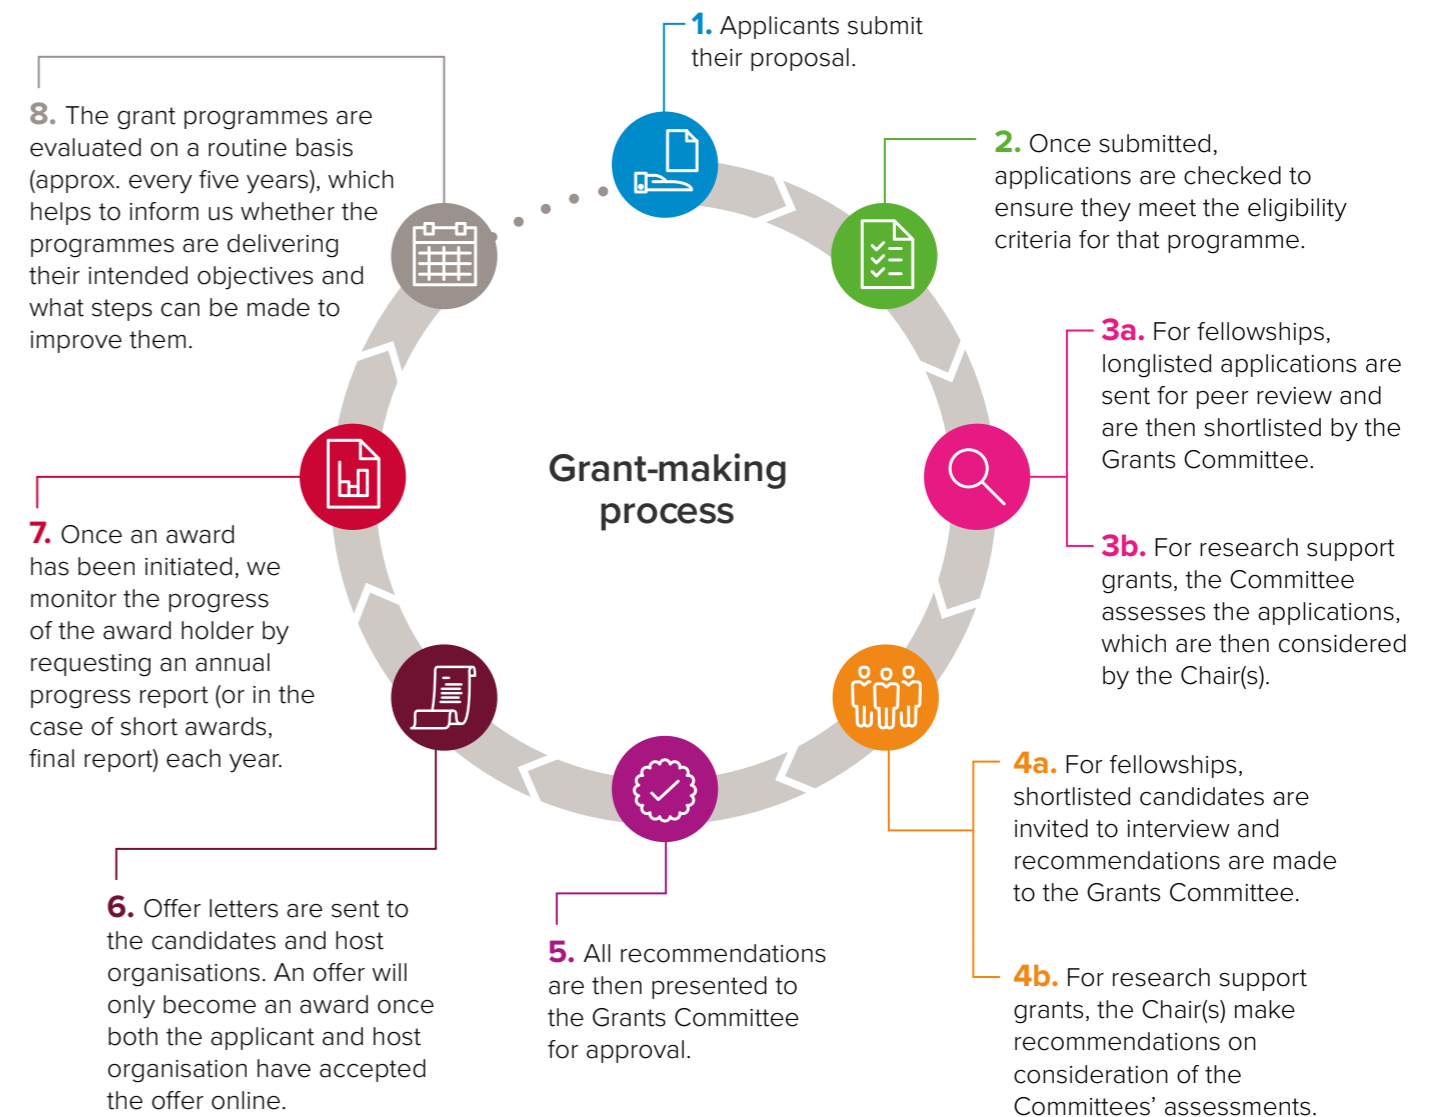 1. Applicants submit
their proposal.
2. Once submitted,
applications are checked to
ensure they meet the eligibility
criteria for that programme.
3a. For fellowships,
longlisted applications are
sent for peer review and
are then shortlisted by the
Grants Committee.
3b. For research support
grants, the Committee
assesses the applications,
which are then considered
by the Chair(s).
4a. For fellowships,
shortlisted candidates are
invited to interview and
recommendations are made
to the Grants Committee.
4b. For research support
grants, the Chair(s) make
recommendations on
consideration of the
Committees’ assessments.
5. All recommendations
are then presented to
the Grants Committee
for approval.
6. Offer letters are sent to
the candidates and host
organisations. An offer will
only become an award once
both the applicant and host
organisation have accepted
the offer online.
7. Once an award
has been initiated, we
monitor the progress
of the award holder by
requesting an annual
progress report (or in the
case of short awards,
final report) each year.
8. The grant programmes are
evaluated on a routine basis
(approx. every five years), which
helps to inform us whether the
programmes are delivering
their intended objectives and
what steps can be made to
improve them.
Grant-making
process